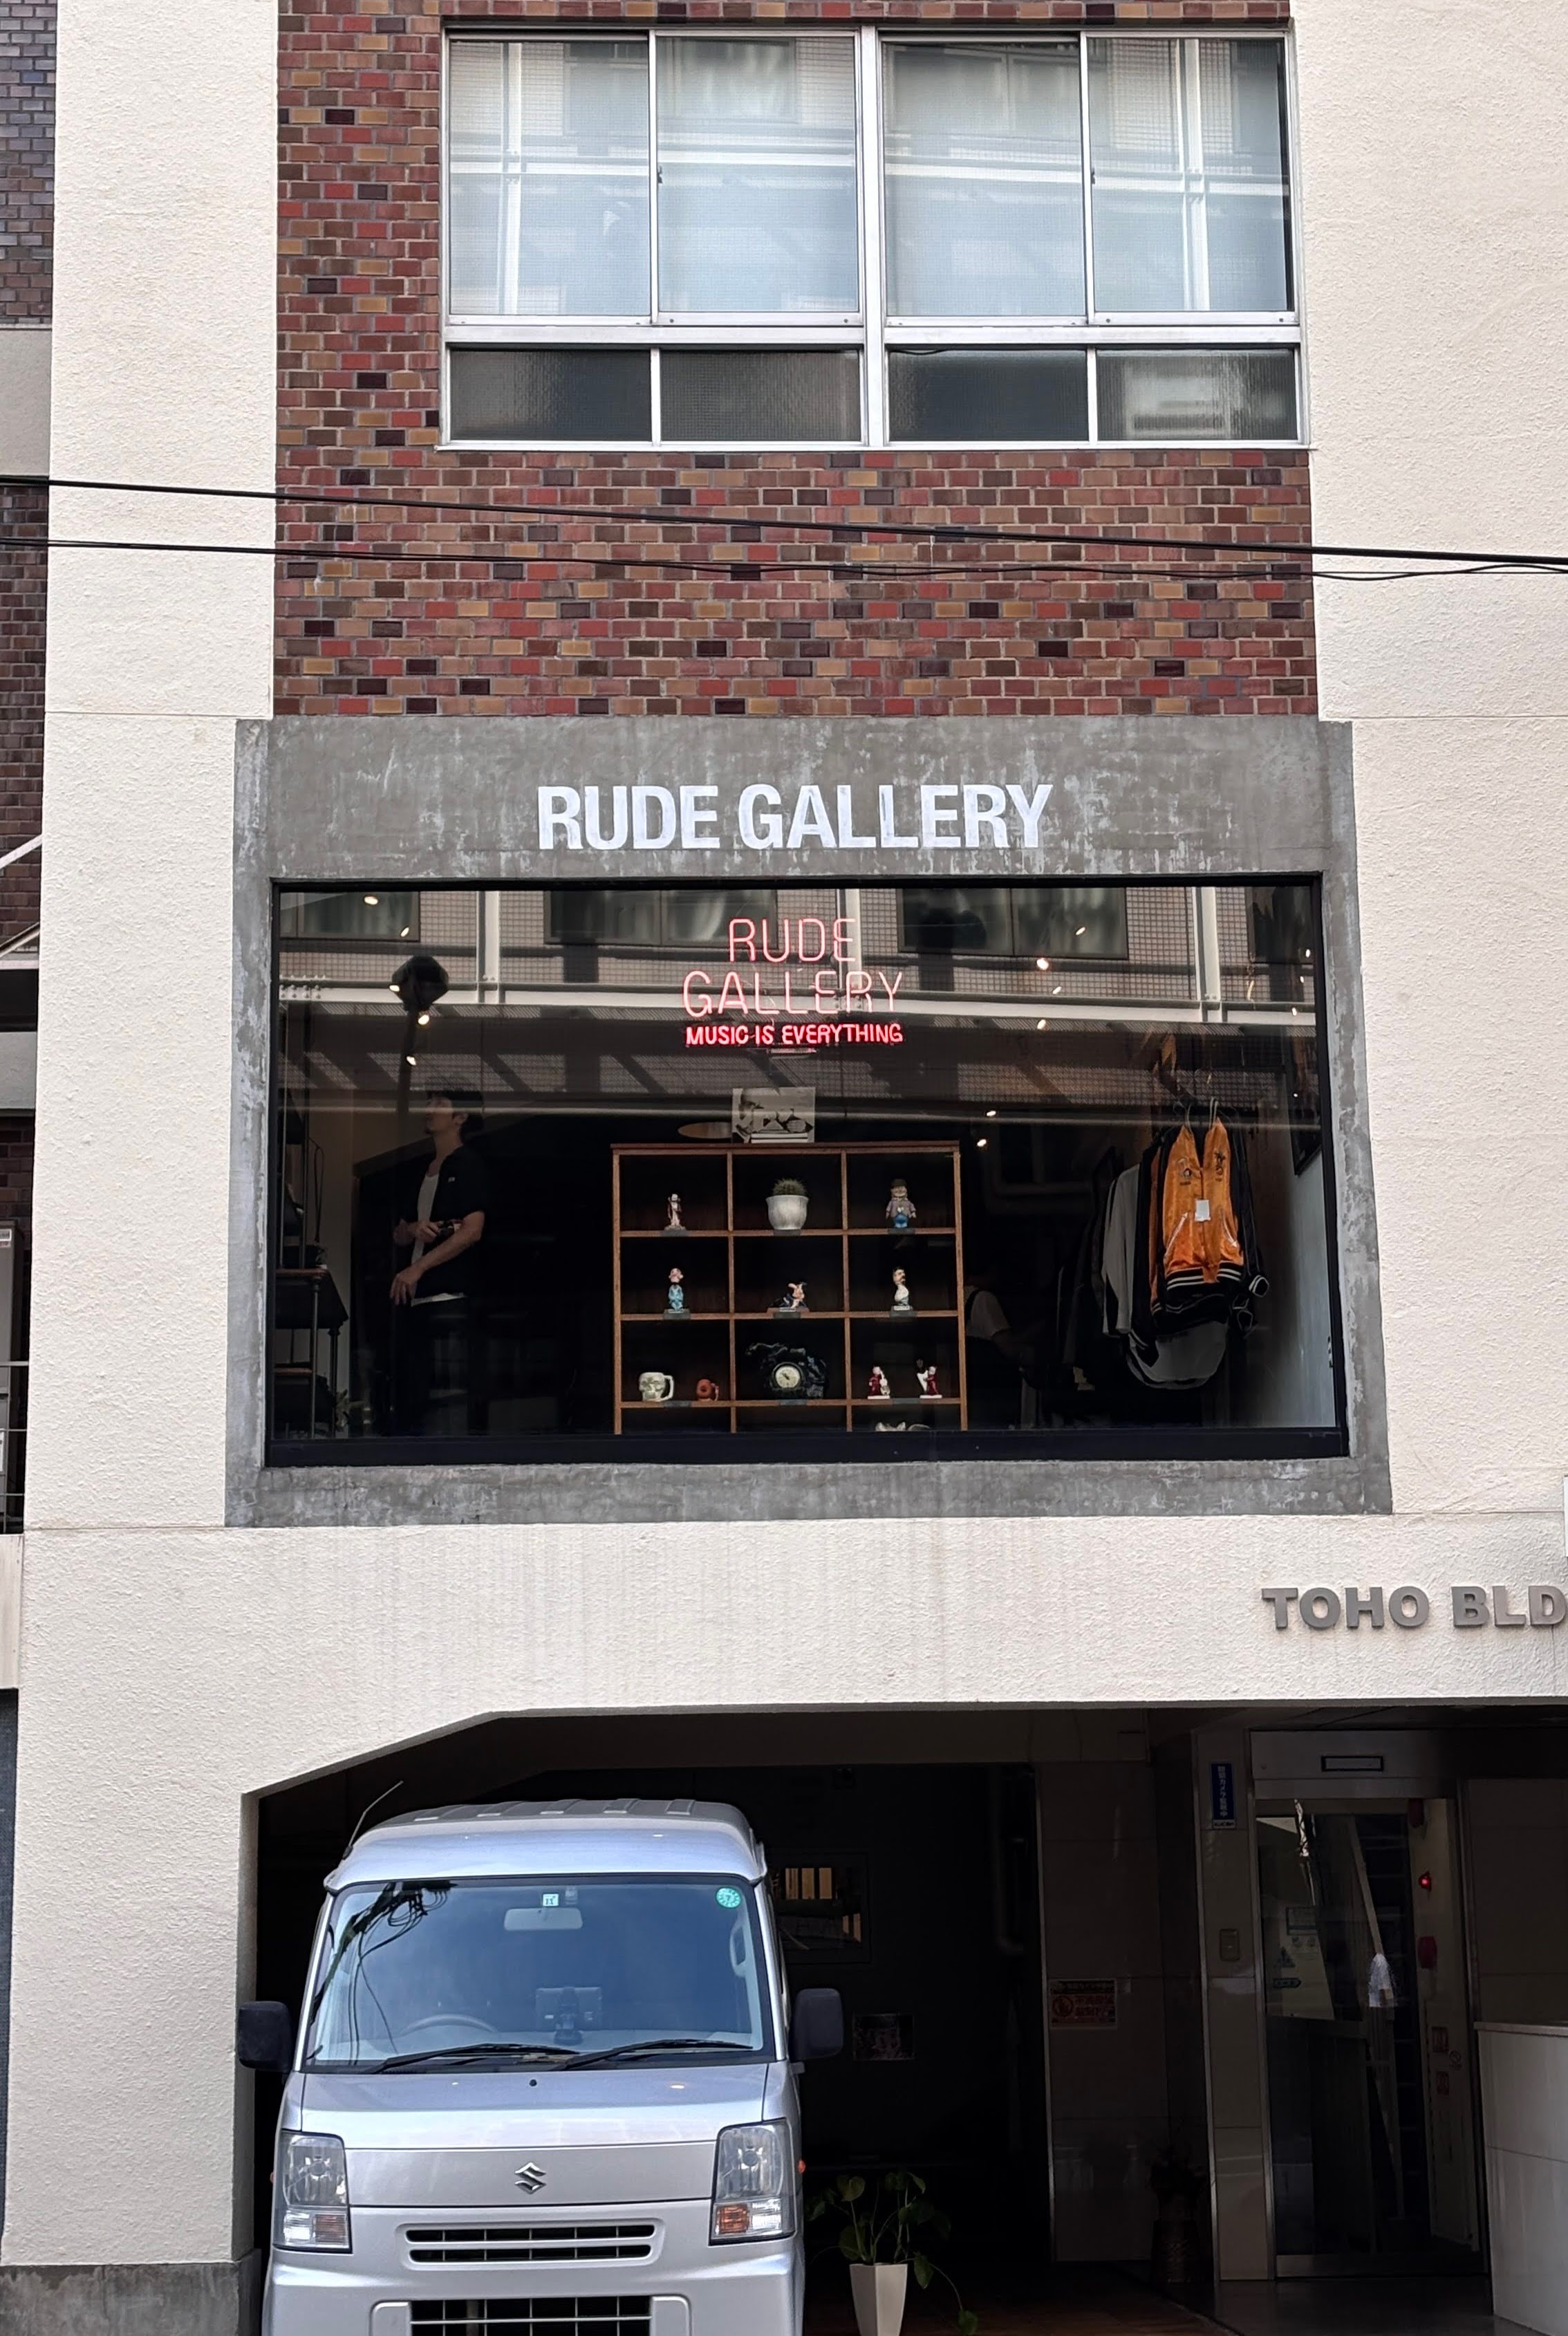 RUDE GALLERY
RUDE
GALLERY
MUSIC IS EVERYTHING
TOHO BLD